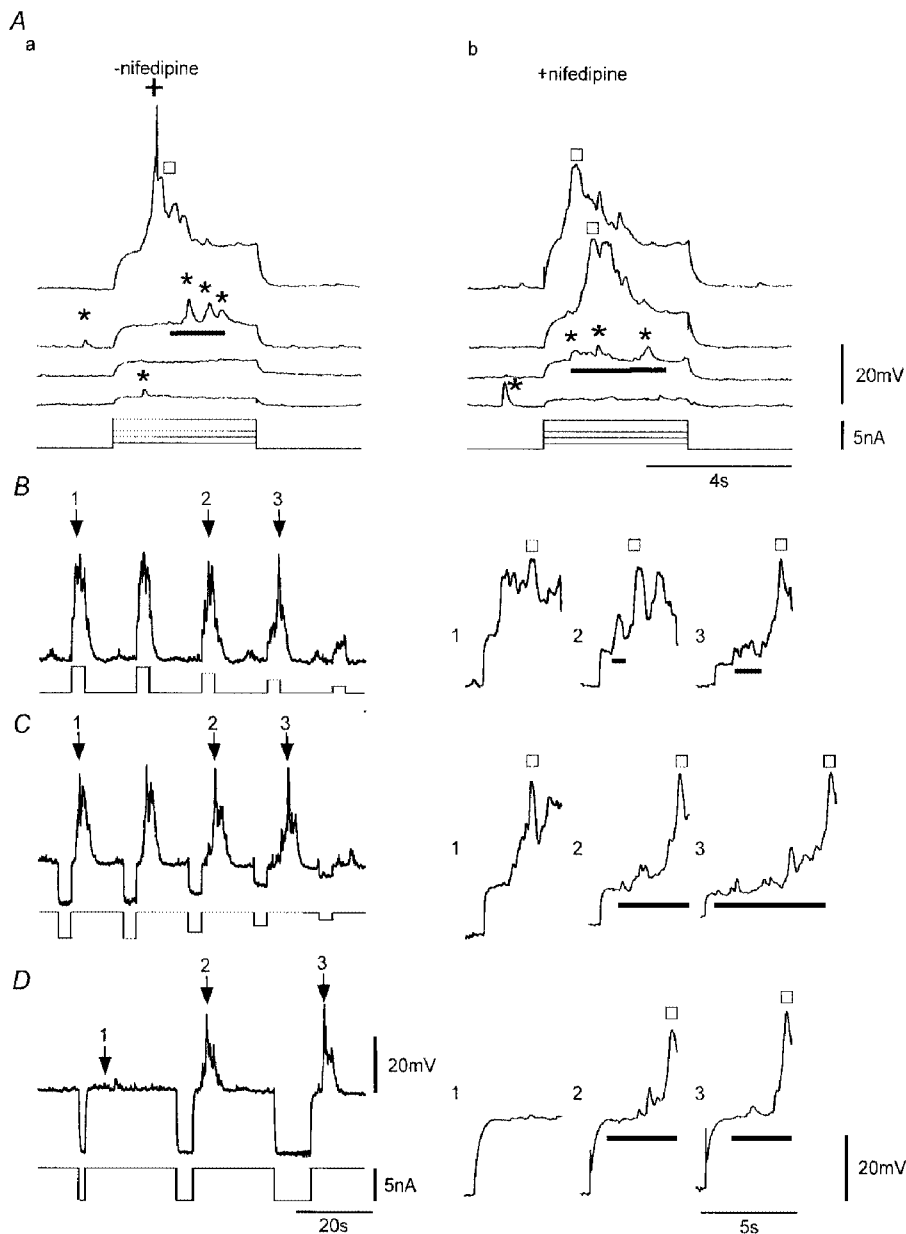 A
a
b
-nifedipine
+nifedipine
+
* * * * *
* * * *
20mV
5nA
4s
B
1 2 3
1 2 3
C
1 2 3
1 2 3
D
1 2 3
20mV
1 2 3
5nA
20mV
20s
5s